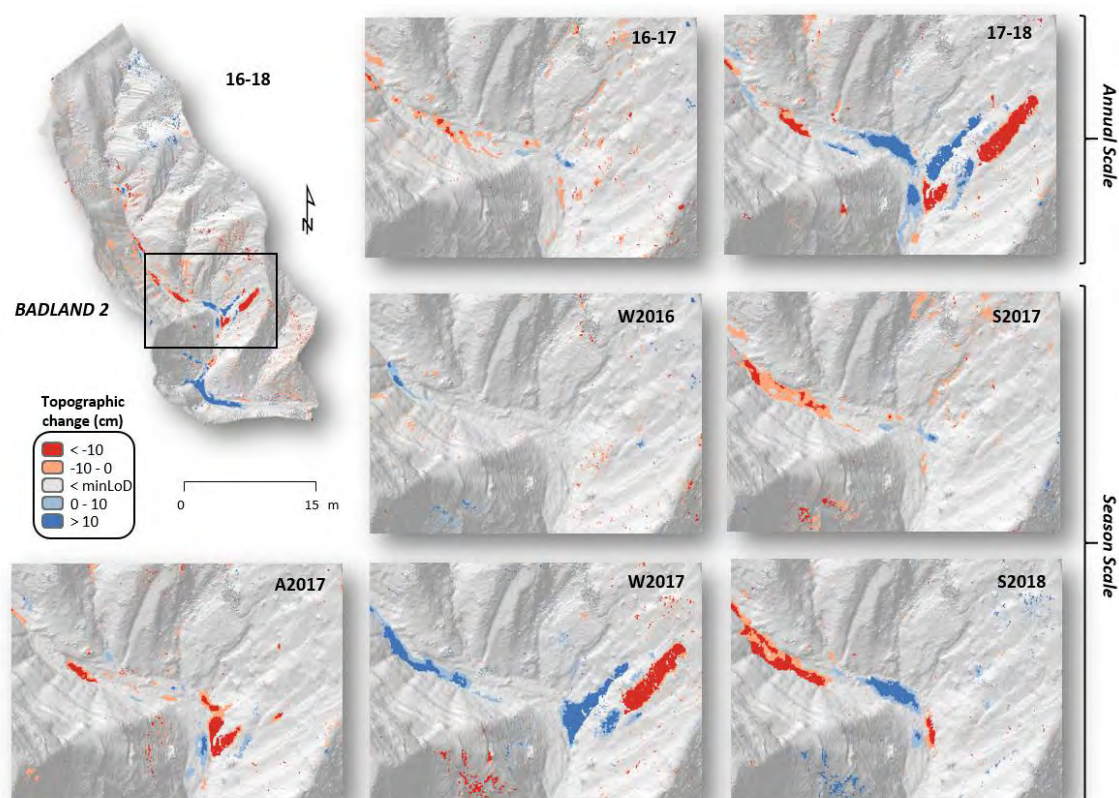 16-18
16-17
17-18
Annual Scale
N
BADLAND 2
Topographic
change (cm)
< -10
-10 - 0
< minLoD
0 - 10
> 10
0 15 m
W2016
S2017
Season Scale
A2017
W2017
S2018